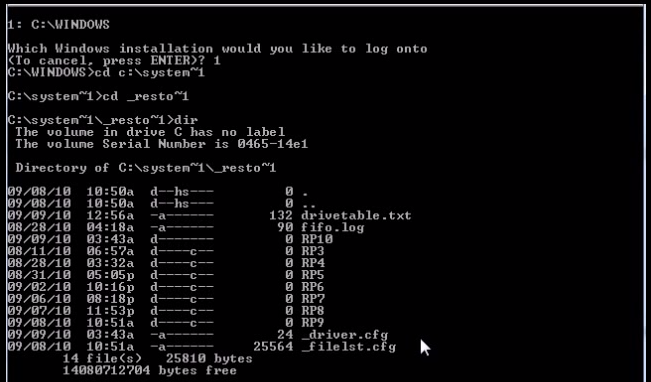 1: C:\WINDOWS
Which Windows installation would you like to log onto
(To cancel, press ENTER)? 1
C:\WINDOWS>cd c:\system~1
C:\system~1>cd _resto~1
C:\system~1\_resto~1>dir
The volume in drive C has no label
The volume Serial Number is 0465-14e1
Directory of C:\system~1\_resto~1
09/08/10 10:50a d--hs--- 0 .
09/08/10 10:50a d--hs--- 0 ..
09/09/10 12:56a -a------ 132 drivetable.txt
08/28/10 04:18a -a------ 90 fifo.log
09/09/10 03:43a d------- 0 RP10
08/11/10 06:57a d----c-- 0 RP3
08/28/10 03:32a d----c-- 0 RP4
08/31/10 05:05p d----c-- 0 RP5
09/02/10 10:16p d----c-- 0 RP6
09/06/10 08:18p d----c-- 0 RP7
09/07/10 11:53p d----c-- 0 RP8
09/08/10 10:51a d----c-- 0 RP9
09/09/10 03:43a -a------ 24 _driver.cfg
09/08/10 10:51a -a------ 25564 _filelst.cfg
14 file(s) 25810 bytes
14080712704 bytes free